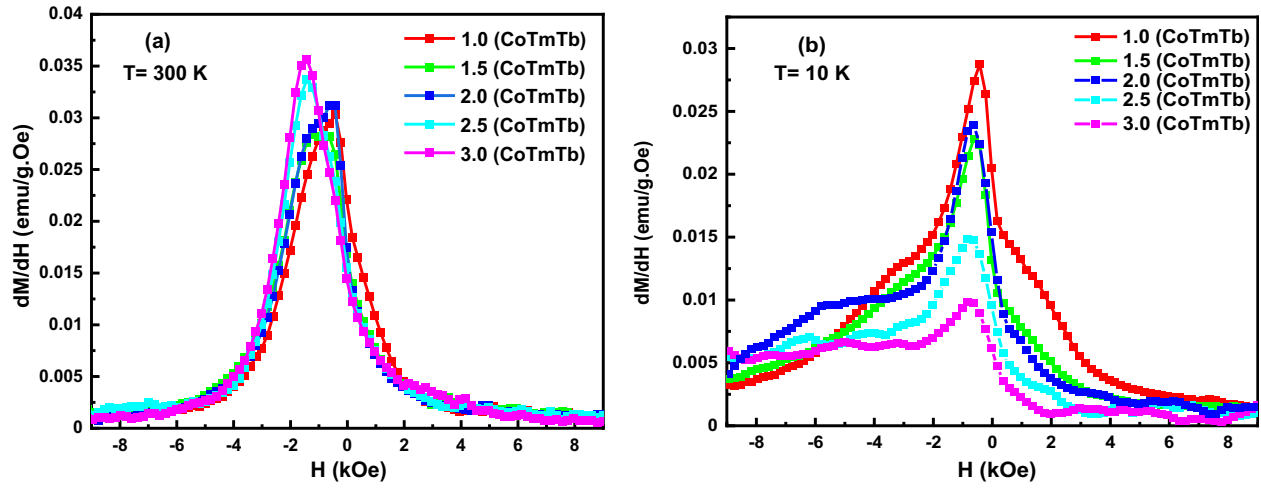 (a)
T= 300 K
1.0 (CoTmTb)
1.5 (CoTmTb)
2.0 (CoTmTb)
2.5 (CoTmTb)
3.0 (CoTmTb)
dM/dH (emu/g.Oe)
0.04
0.035
0.03
0.025
0.02
0.015
0.01
0.005
0
-8 -6 -4 -2 0 2 4 6 8
H (kOe)
(b)
T= 10 K
1.0 (CoTmTb)
1.5 (CoTmTb)
2.0 (CoTmTb)
2.5 (CoTmTb)
3.0 (CoTmTb)
dM/dH (emu/g.Oe)
0.03
0.025
0.02
0.015
0.01
0.005
0
-8 -6 -4 -2 0 2 4 6 8
H (kOe)